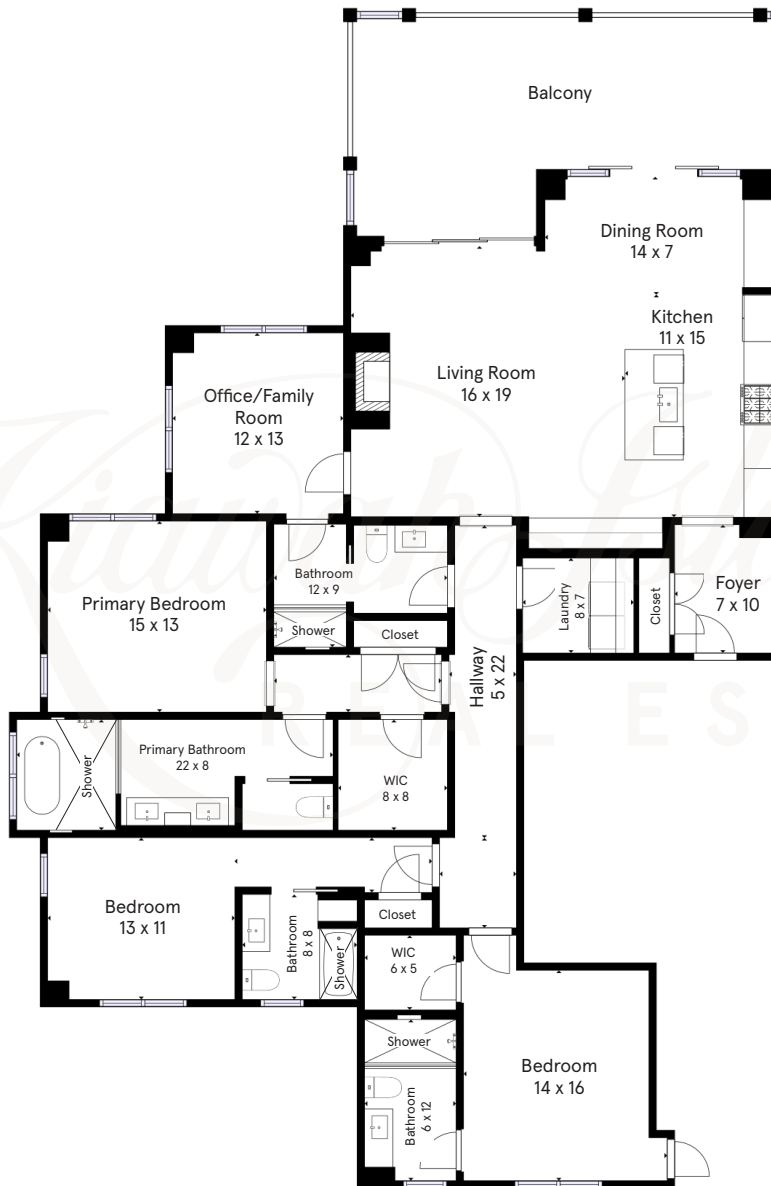 Balcony
Dining Room
14 x 7
Kitchen
11 x 15
Living Room
16 x 19
Office/Family
Room
12 x 13
Bathroom
12 x 9
Primary Bedroom
15 x 13
Shower
Closet
Laundry
8 x 7
Closet
Foyer
7 x 10
Hallway
5 x 22
REAL ES
Primary Bathroom
22 x 8
Shower
WIC
8 x 8
Bedroom
13 x 11
Bathroom
8 x 8
Shower
Closet
WIC
6 x 5
Shower
Bedroom
14 x 16
Bathroom
6 x 12